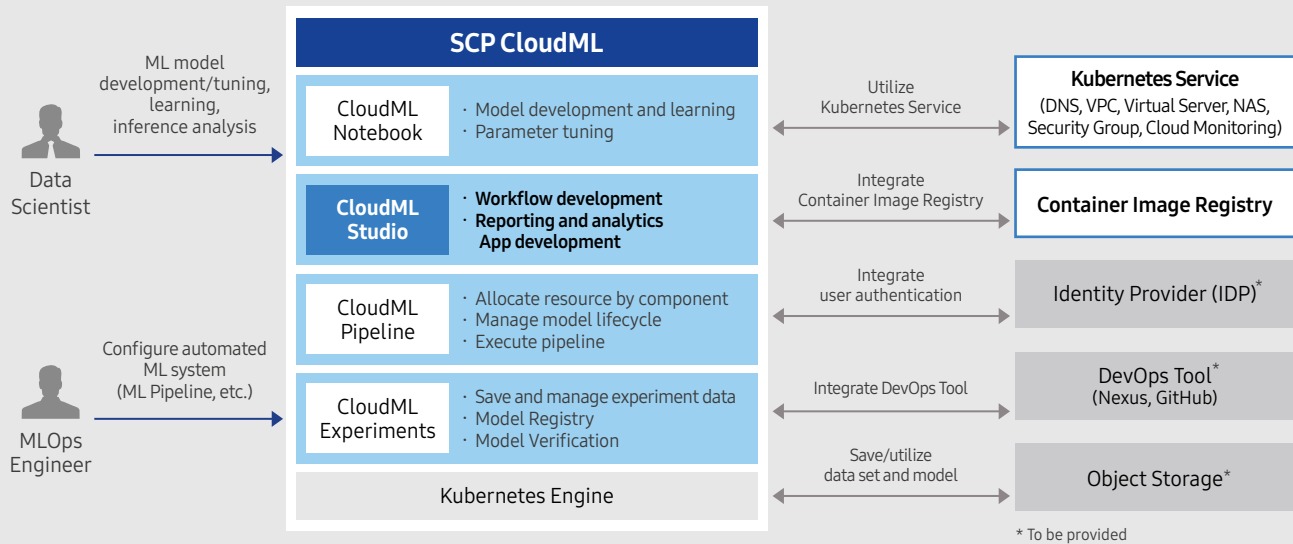 ML model
development/tuning,
learning,
inference analysis
Data
Scientist
Configure automated
ML system
(ML Pipeline, etc.)
MLOps
Engineer
SCP CloudML
CloudML
Notebook
· Model development and learning
· Parameter tuning
CloudML
Studio
· Workflow development
· Reporting and analytics
App development
CloudML
Pipeline
· Allocate resource by component
· Manage model lifecycle
· Execute pipeline
CloudML
Experiments
· Save and manage experiment data
· Model Registry
· Model Verification
Kubernetes Engine
Utilize
Kubernetes Service
Kubernetes Service
(DNS, VPC, Virtual Server, NAS,
Security Group, Cloud Monitoring)
Integrate
Container Image Registry
Container Image Registry
Integrate
user authentication
Identity Provider (IDP)*
Integrate DevOps Tool
DevOps Tool*
(Nexus, GitHub)
Save/utilize
data set and model
Object Storage*
* To be provided